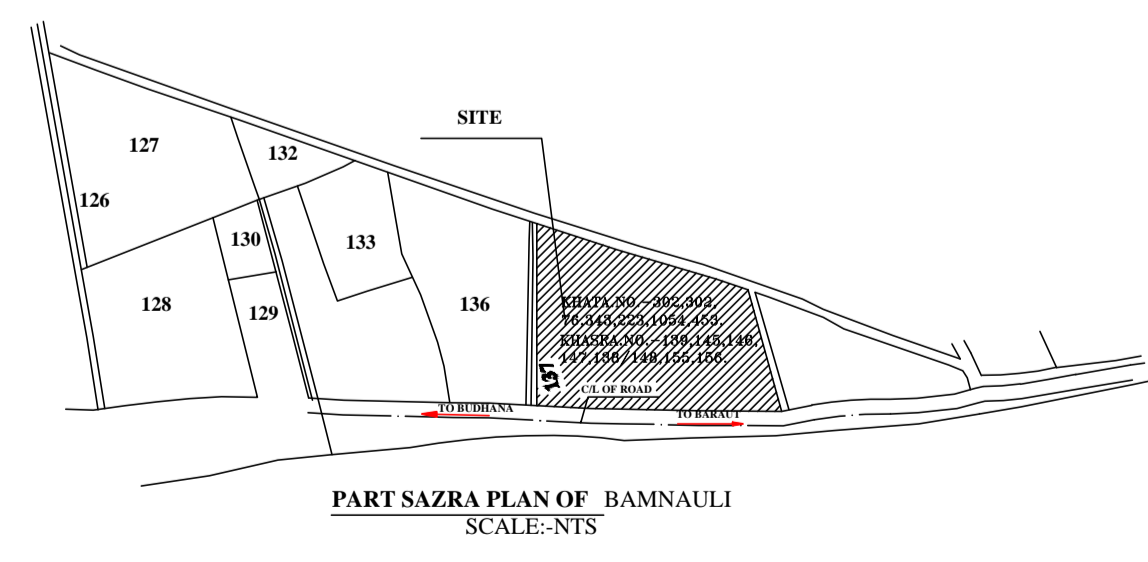 SITE
127
132
126
130
133
128
129
136
KHATA.NO.-302,302,
76,343,223,1054,453.
KHASRA.NO.-139,145,146,
147,138/148,155,156.
137
C/L OF ROAD
TO BUDHANA
TO BARAUT
PART SAZRA PLAN OF BAMNAULI
SCALE:-NTS